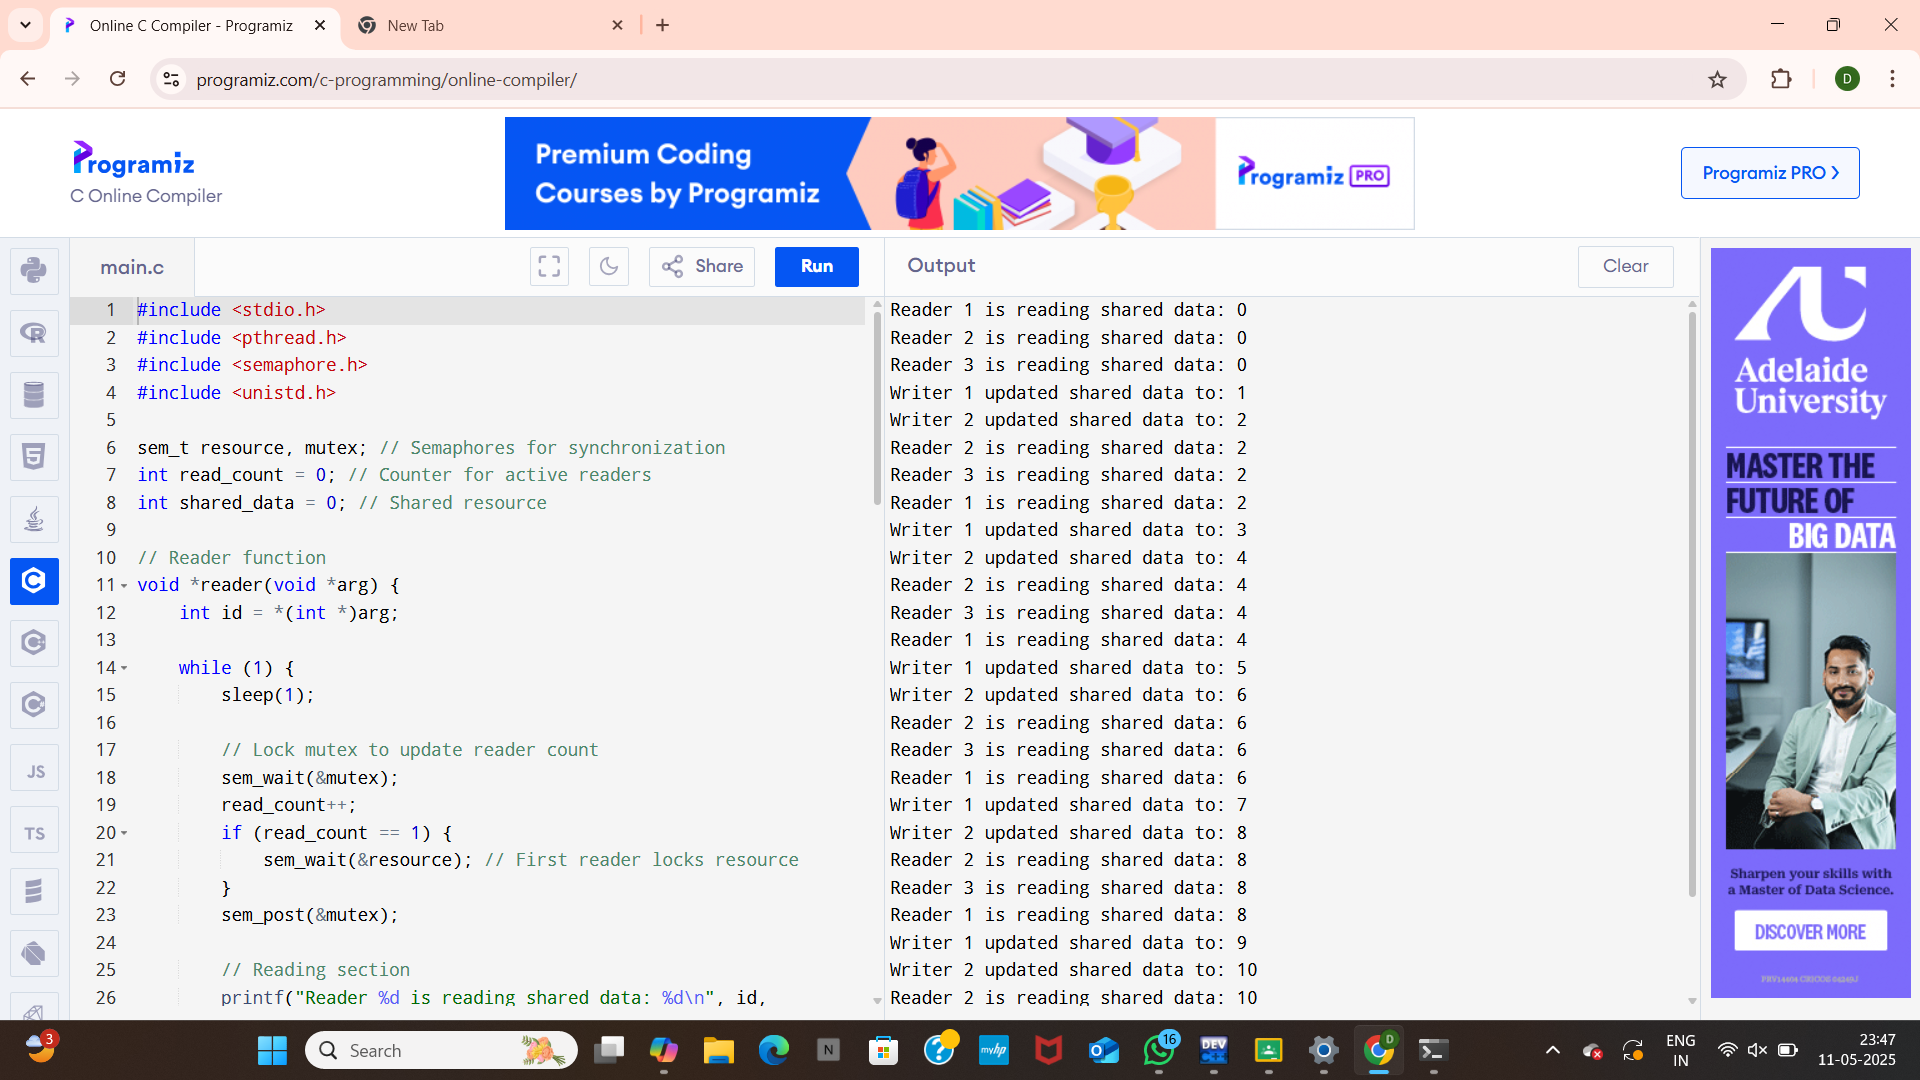 Online C Compiler - Programiz
New Tab
programiz.com/c-programming/online-compiler/
D
Programiz
C Online Compiler
Premium Coding
Courses by Programiz
Programiz PRO
Programiz PRO >
main.c
Share
Run
Output
Clear
1 #include <stdio.h>
2 #include <pthread.h>
3 #include <semaphore.h>
4 #include <unistd.h>
5
6 sem_t resource, mutex; // Semaphores for synchronization
7 int read_count = 0; // Counter for active readers
8 int shared_data = 0; // Shared resource
9
10 // Reader function
11 void *reader(void *arg) {
12 int id = *(int *)arg;
13
14 while (1) {
15 sleep(1);
16
17 // Lock mutex to update reader count
18 sem_wait(&mutex);
19 read_count++;
20 if (read_count == 1) {
21 sem_wait(&resource); // First reader locks resource
22 }
23 sem_post(&mutex);
24
25 // Reading section
26 printf("Reader %d is reading shared data: %d\n", id,
Reader 1 is reading shared data: 0
Reader 2 is reading shared data: 0
Reader 3 is reading shared data: 0
Writer 1 updated shared data to: 1
Writer 2 updated shared data to: 2
Reader 2 is reading shared data: 2
Reader 3 is reading shared data: 2
Reader 1 is reading shared data: 2
Writer 1 updated shared data to: 3
Writer 2 updated shared data to: 4
Reader 2 is reading shared data: 4
Reader 3 is reading shared data: 4
Reader 1 is reading shared data: 4
Writer 1 updated shared data to: 5
Writer 2 updated shared data to: 6
Reader 2 is reading shared data: 6
Reader 3 is reading shared data: 6
Reader 1 is reading shared data: 6
Writer 1 updated shared data to: 7
Writer 2 updated shared data to: 8
Reader 2 is reading shared data: 8
Reader 3 is reading shared data: 8
Reader 1 is reading shared data: 8
Writer 1 updated shared data to: 9
Writer 2 updated shared data to: 10
Reader 2 is reading shared data: 10
JS
TS
Adelaide
University
MASTER THE
FUTURE OF
BIG DATA
Sharpen your skills with
a Master of Data Science.
DISCOVER MORE
3
Search
N
myhp
16
DEV
C++
D
ENG
IN
23:47
11-05-2025